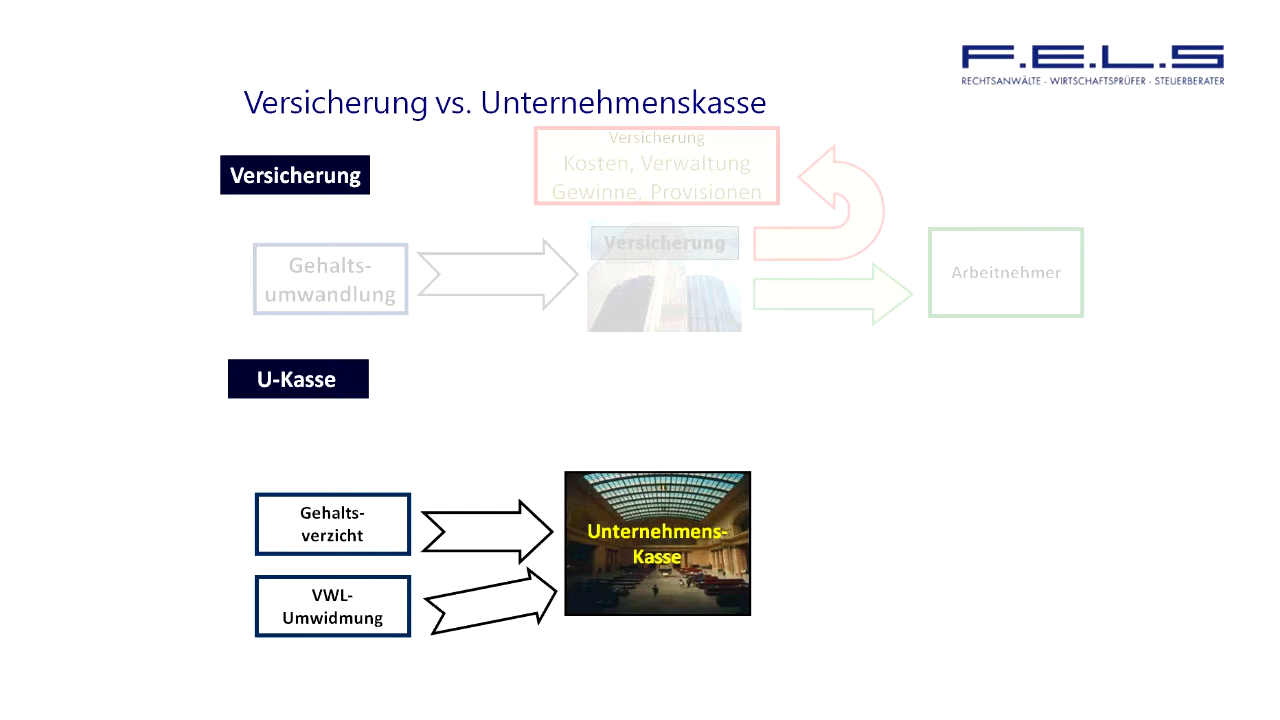 F.E.L.S
RECHTSANWÄLTE - WIRTSCHAFTSPRÜFER - STEUERBERATER
Versicherung vs. Unternehmenskasse
Versicherung
Kosten, Verwaltung
Gewinne, Provisionen
Versicherung
Gehalts-
umwandlung
Versicherung
Arbeitnehmer
U-Kasse
Gehalts-
verzicht
Unternehmens-
Kasse
VWL-
Umwidmung